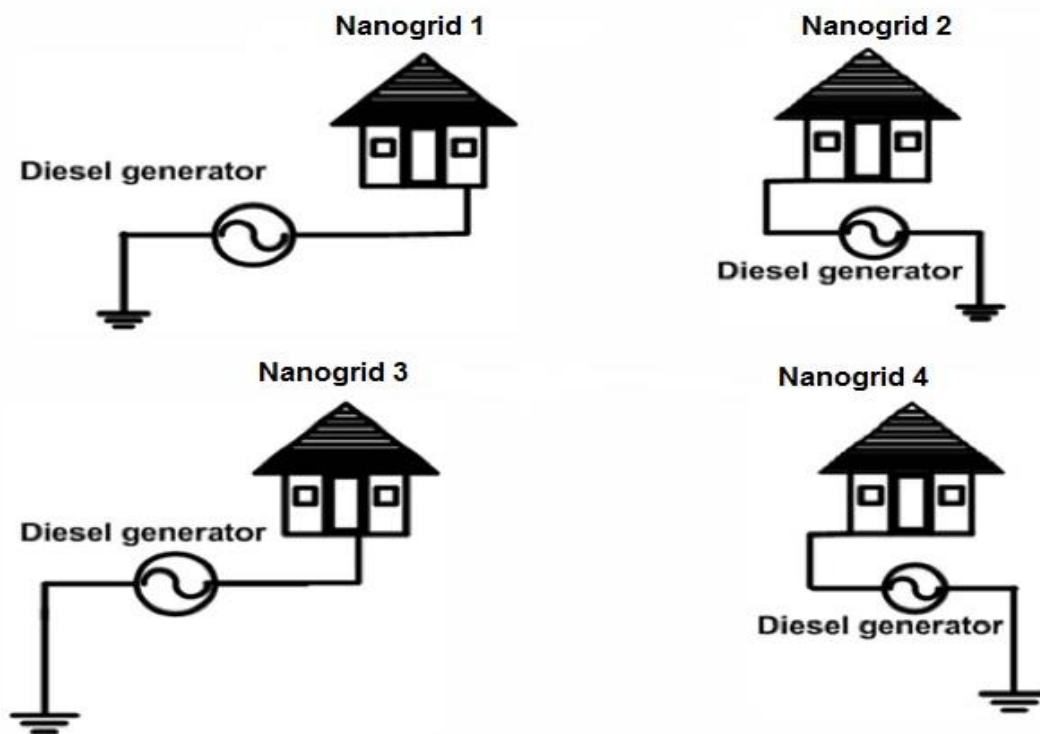 Nanogrid 1
Nanogrid 2
Diesel generator
Diesel generator
Nanogrid 3
Nanogrid 4
Diesel generator
Diesel generator